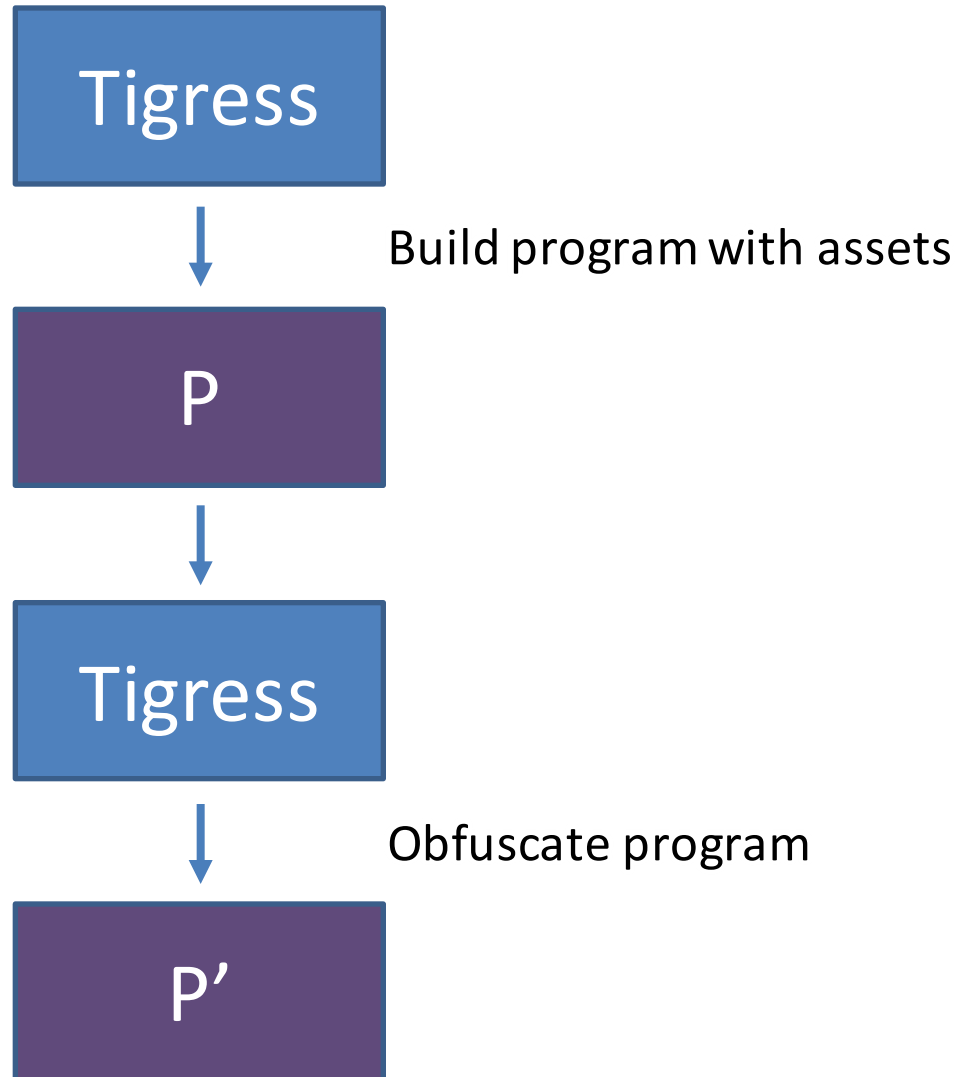 Tigress
Build program with assets
P
Tigress
Obfuscate program
P’